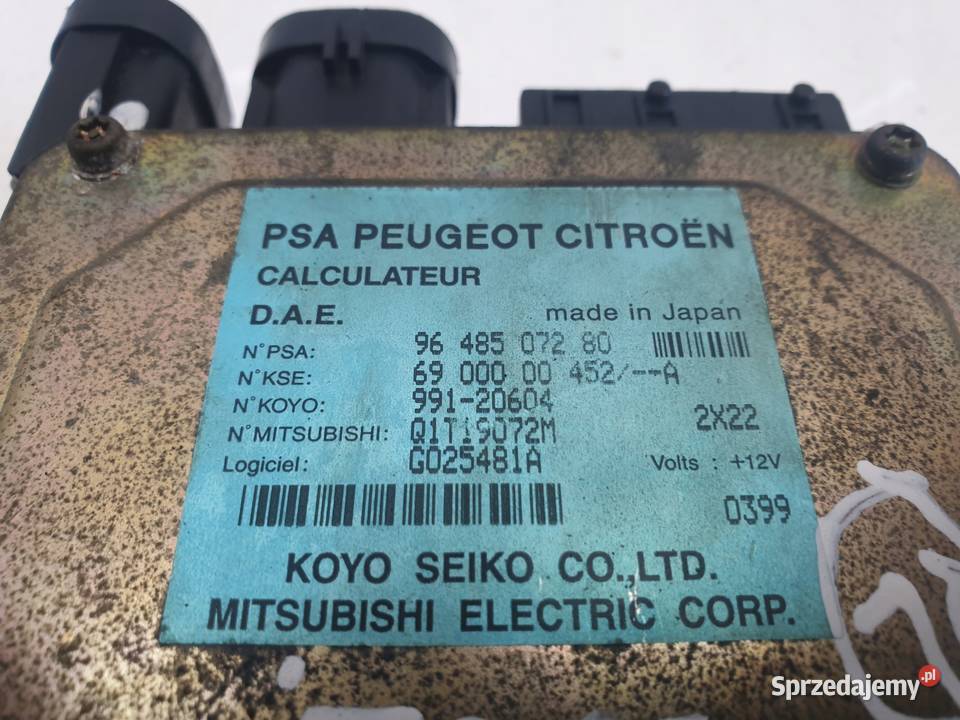 PSA PEUGEOT CITROËN
CALCULATEUR
D.A.E. made in Japan
N°PSA: 96 485 072 80
N°KSE: 69 000 00 452/--A
N°KOYO: 991-20604
N°MITSUBISHI: Q1T19072M 2X22
Logiciel: G025481A Volts : +12V
0399
KOYO SEIKO CO.,LTD.
MITSUBISHI ELECTRIC CORP.
Sprzedajemy.pl